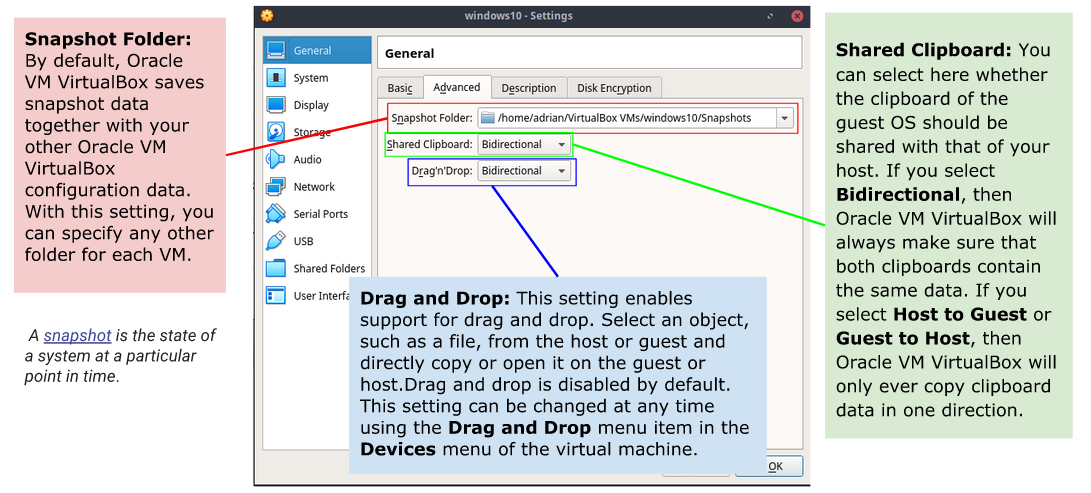 windows10 - Settings
Snapshot Folder:
By default, Oracle
VM VirtualBox saves
snapshot data
together with your
other Oracle VM
VirtualBox
configuration data.
With this setting, you
can specify any other
folder for each VM.
A snapshot is the state of
a system at a particular
point in time.
General
System
Display
Storage
Audio
Network
Serial Ports
USB
Shared Folders
User Interfa
General
Basic Advanced Description Disk Encryption
Snapshot Folder: /home/adrian/VirtualBox VMs/windows10/Snapshots
Shared Clipboard: Bidirectional
Drag'n'Drop: Bidirectional
Drag and Drop: This setting enables
support for drag and drop. Select an object,
such as a file, from the host or guest and
directly copy or open it on the guest or
host.Drag and drop is disabled by default.
This setting can be changed at any time
using the Drag and Drop menu item in the
Devices menu of the virtual machine.
OK
Shared Clipboard: You
can select here whether
the clipboard of the
guest OS should be
shared with that of your
host. If you select
Bidirectional, then
Oracle VM VirtualBox will
always make sure that
both clipboards contain
the same data. If you
select Host to Guest or
Guest to Host, then
Oracle VM VirtualBox will
only ever copy clipboard
data in one direction.